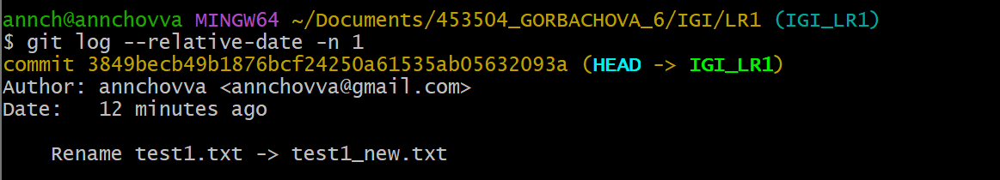 annch@annchovva MINGW64 ~/Documents/453504_GORBACHOVA_6/IGI/LR1 (IGI_LR1)
$ git log --relative-date -n 1
commit 3849becb49b1876bcf24250a61535ab05632093a (HEAD -> IGI_LR1)
Author: annchovva <annchovva@gmail.com>
Date:   12 minutes ago
    Rename test1.txt -> test1_new.txt